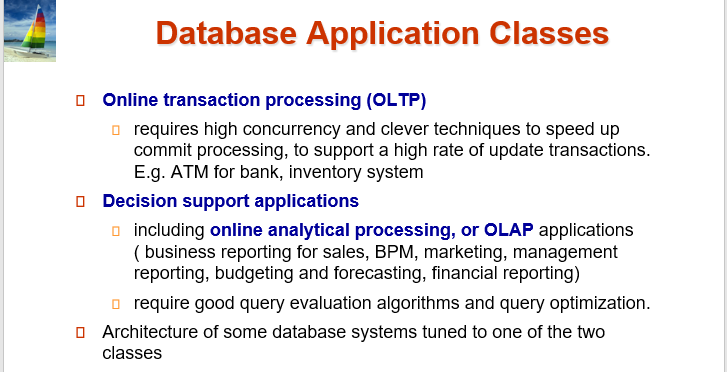 Database Application Classes
Online transaction processing (OLTP)
requires high concurrency and clever techniques to speed up
commit processing, to support a high rate of update transactions.
E.g. ATM for bank, inventory system
Decision support applications
including online analytical processing, or OLAP applications
( business reporting for sales, BPM, marketing, management
reporting, budgeting and forecasting, financial reporting)
require good query evaluation algorithms and query optimization.
Architecture of some database systems tuned to one of the two
classes